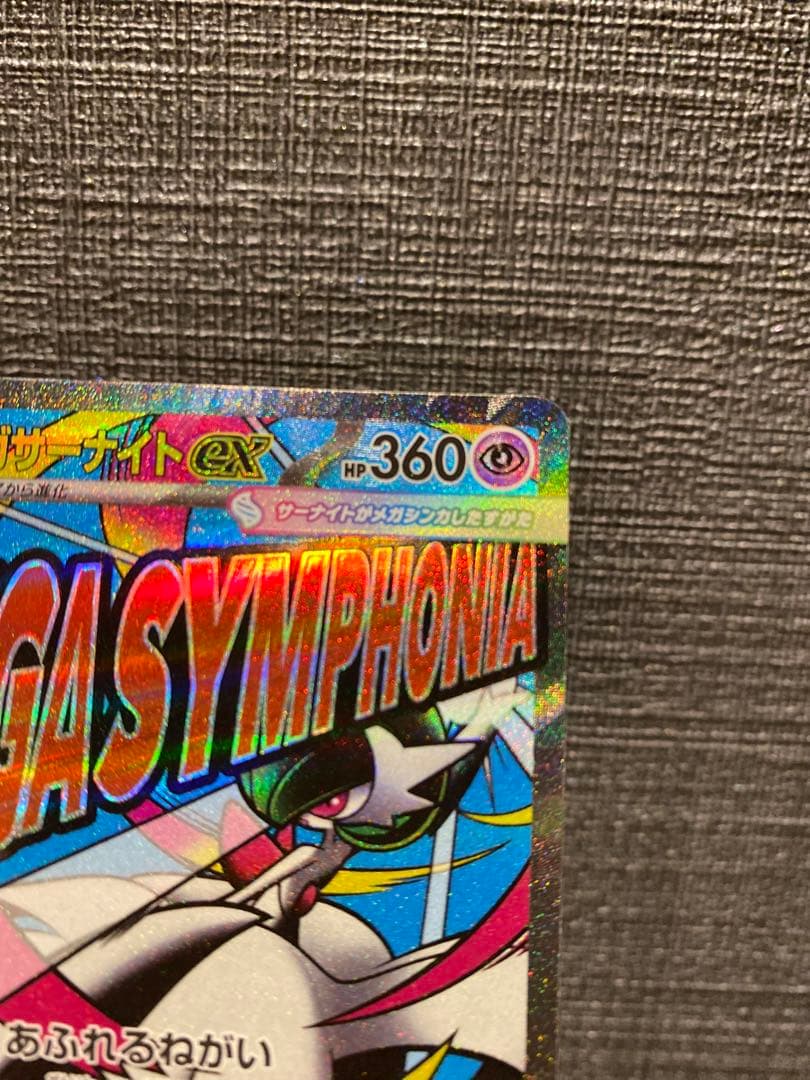 サーナイトex HP360
から進化
サーナイトがメガシンカしたすがた
GASYMPHONIA
あふれるねがい